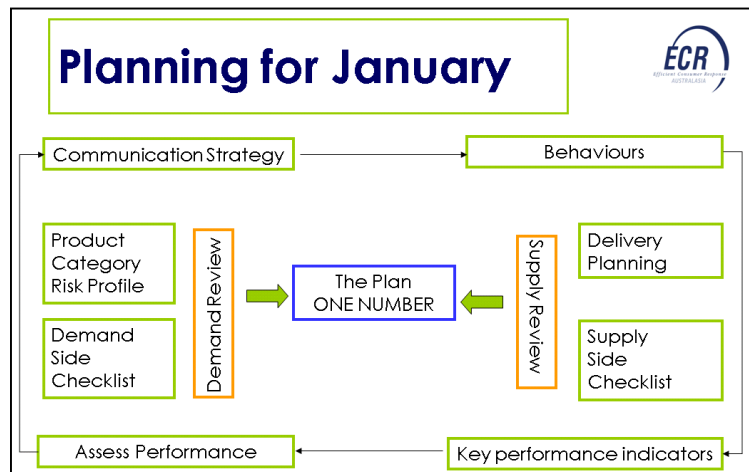 Planning for January
ECR
Efficient Consumer Response
AUSTRALASIA
Communication Strategy
Behaviours
Product
Category
Risk Profile
Demand
Side
Checklist
Demand Review
The Plan
ONE NUMBER
Supply Review
Delivery
Planning
Supply
Side
Checklist
Assess Performance
Key performance indicators